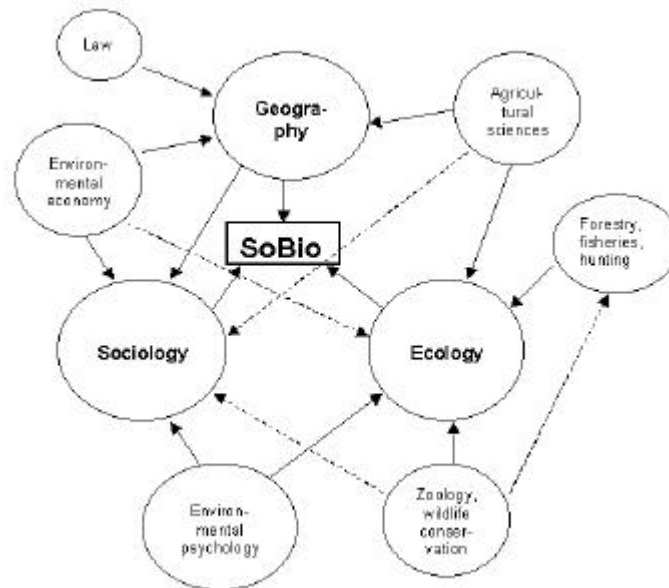 Law
Geogra-
phy
Agricul-
tural
sciences
Environ-
mental
economy
SoBio
Forestry,
fisheries,
hunting
Sociology
Ecology
Environ-
mental
psychology
Zoology,
wildlife
conser-
vation